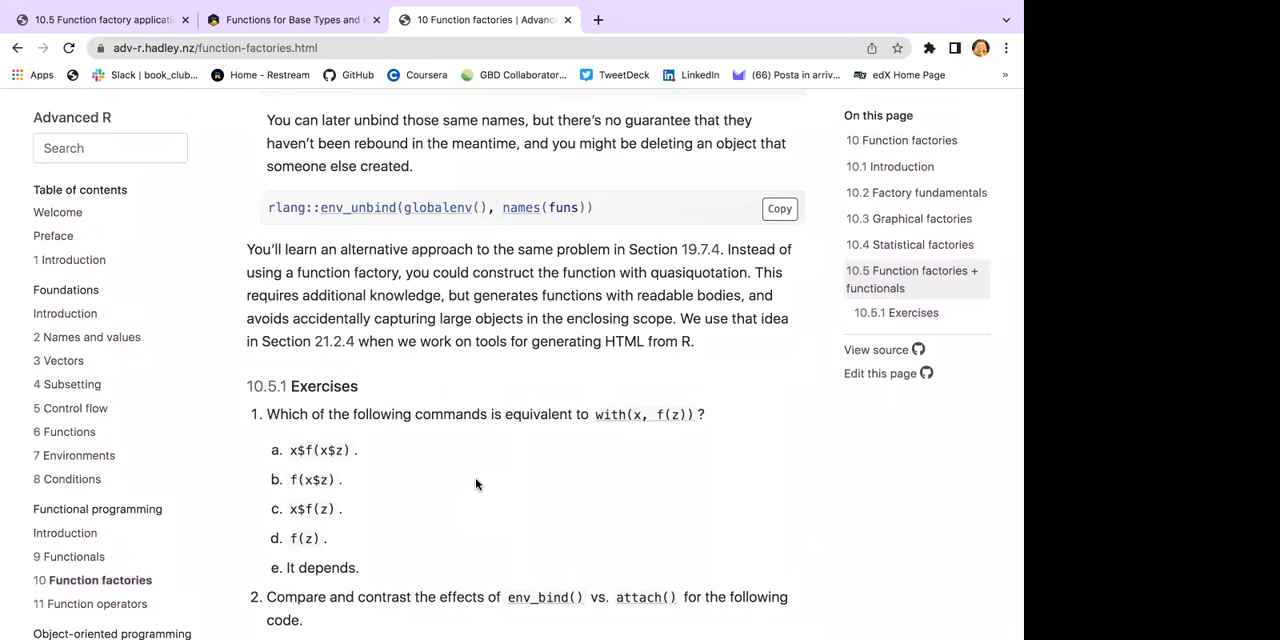 10.5 Function factory applicati
Functions for Base Types and
10 Function factories | Advanc
adv-r.hadley.nz/function-factories.html
Apps
Slack | book_club...
Home - Restream
GitHub
Coursera
GBD Collaborator...
TweetDeck
LinkedIn
(66) Posta in arriv...
edX Home Page
»
Advanced R
Search
Table of contents
Welcome
Preface
1 Introduction
Foundations
Introduction
2 Names and values
3 Vectors
4 Subsetting
5 Control flow
6 Functions
7 Environments
8 Conditions
Functional programming
Introduction
9 Functionals
10 Function factories
11 Function operators
Object-oriented programming
You can later unbind those same names, but there’s no guarantee that they
haven’t been rebound in the meantime, and you might be deleting an object that
someone else created.
rlang::env_unbind(globalenv(), names(funs))
Copy
You’ll learn an alternative approach to the same problem in Section 19.7.4. Instead of
using a function factory, you could construct the function with quasiquotation. This
requires additional knowledge, but generates functions with readable bodies, and
avoids accidentally capturing large objects in the enclosing scope. We use that idea
in Section 21.2.4 when we work on tools for generating HTML from R.
10.5.1 Exercises
1. Which of the following commands is equivalent to with(x, f(z)) ?
a. x$f(x$z) .
b. f(x$z) .
c. x$f(z) .
d. f(z) .
e. It depends.
2. Compare and contrast the effects of env_bind() vs. attach() for the following
code.
On this page
10 Function factories
10.1 Introduction
10.2 Factory fundamentals
10.3 Graphical factories
10.4 Statistical factories
10.5 Function factories +
functionals
10.5.1 Exercises
View source
Edit this page